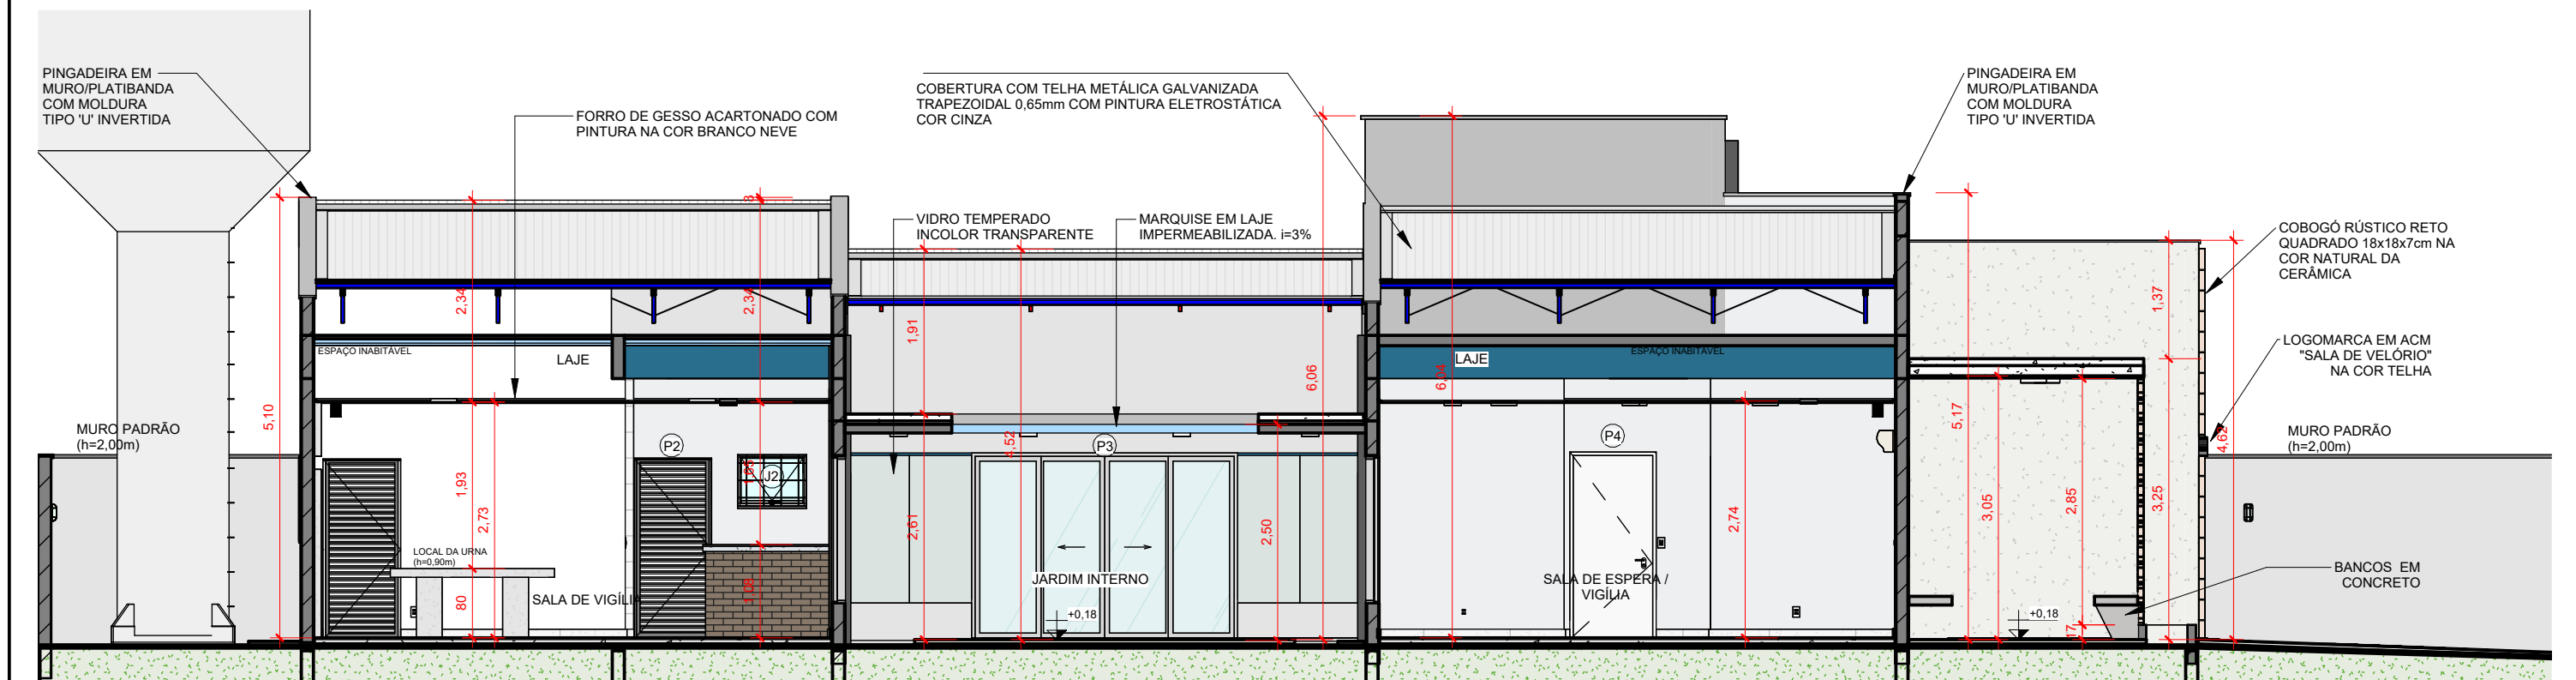 PINGADEIRA EM
MURO/PLATIBANDA
COM MOLDURA
TIPO 'U' INVERTIDA
FORRO DE GESSO ACARTONADO COM
PINTURA NA COR BRANCO NEVE
COBERTURA COM TELHA METÁLICA GALVANIZADA
TRAPEZOIDAL 0,65mm COM PINTURA ELETROSTÁTICA
COR CINZA
PINGADEIRA EM
MURO/PLATIBANDA
COM MOLDURA
TIPO 'U' INVERTIDA
VIDRO TEMPERADO
INCOLOR TRANSPARENTE
MARQUISE EM LAJE
IMPERMEABILIZADA. i=3%
COBOGÓ RÚSTICO RETO
QUADRADO 18x18x7cm NA
COR NATURAL DA
CERÂMICA
LOGOMARCA EM ACM
"SALA DE VELÓRIO"
NA COR TELHA
MURO PADRÃO
(h=2,00m)
MURO PADRÃO
(h=2,00m)
BANCOS EM
CONCRETO
ESPAÇO INABITÁVEL
LAJE
LAJE
ESPAÇO INABITÁVEL
P2
J2
P3
P4
LOCAL DA URNA
(h=0,90m)
SALA DE VIGÍLIA
JARDIM INTERNO
+0,18
SALA DE ESPERA /
VIGÍLIA
+0,18
5,10
2,34
1,93
2,73
80
3
2,34
1,91
2,61
4,52
2,50
6,06
6,04
2,74
5,17
3,05
2,85
17
1,37
3,25
4,62